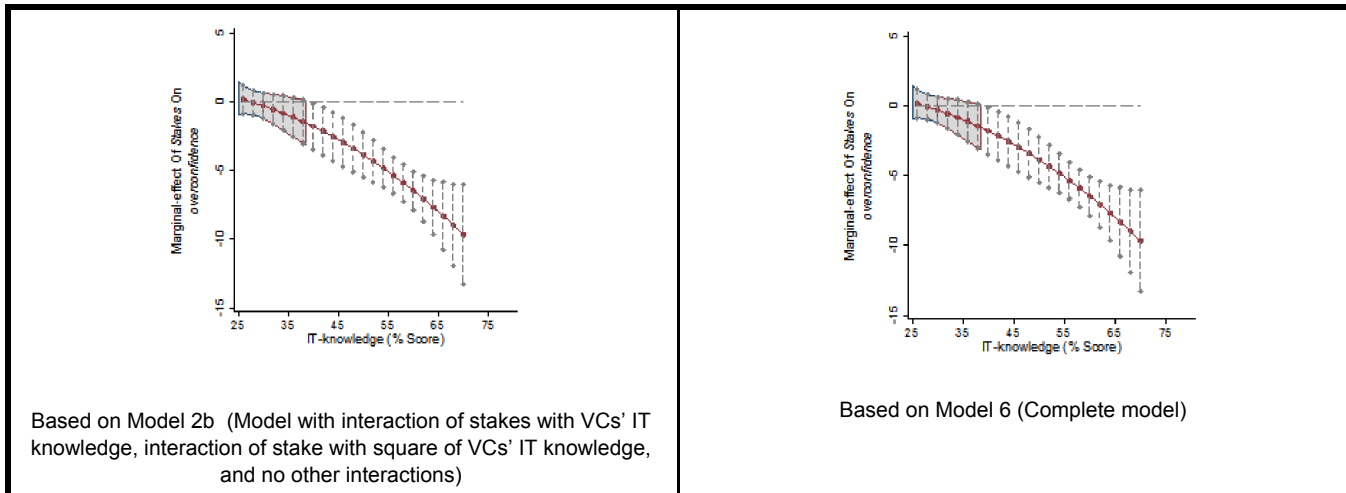 5
0
-5
-10
-15
Marginal-effect Of Stakes On
overconfidence
25 35 45 55 65 75
IT-knowledge (% Score)
Based on Model 2b (Model with interaction of stakes with VCs’ IT
knowledge, interaction of stake with square of VCs’ IT knowledge,
and no other interactions)
5
0
-5
-10
-15
Marginal-effect Of Stakes On
overconfidence
25 35 45 55 65 75
IT-knowledge (% Score)
Based on Model 6 (Complete model)